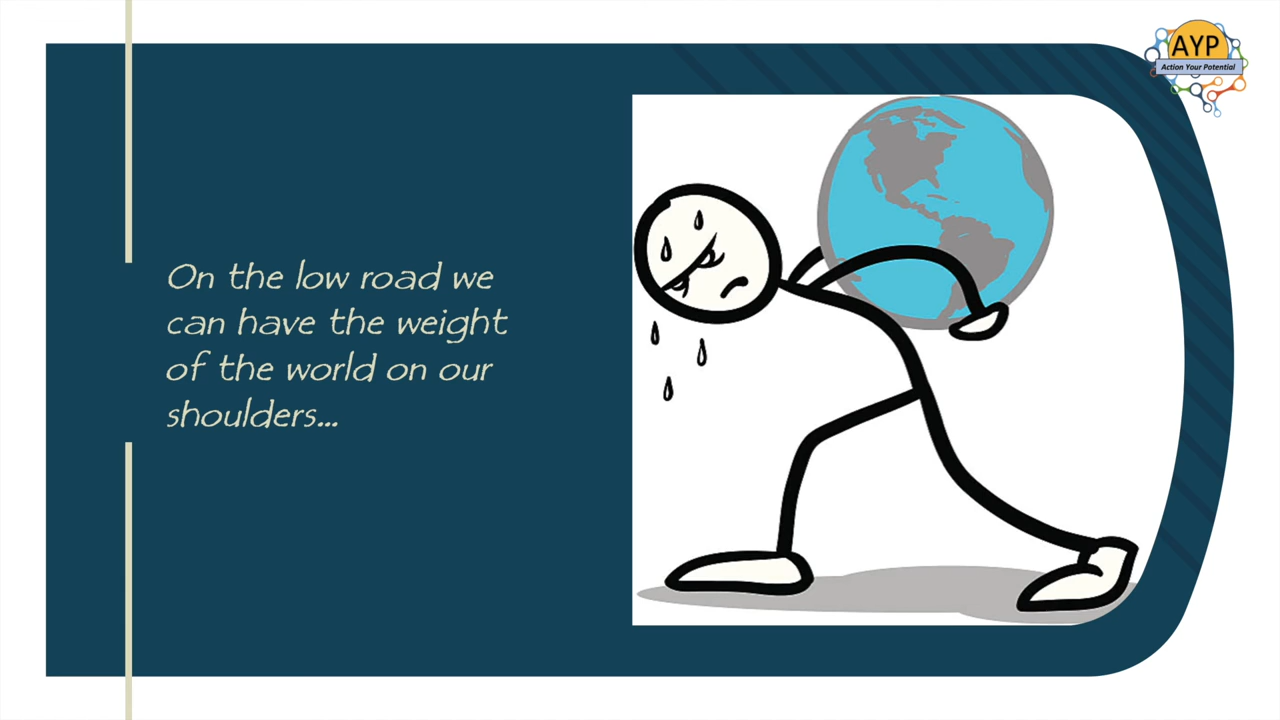 AYP
Action Your Potential
On the low road we
can have the weight
of the world on our
shoulders...